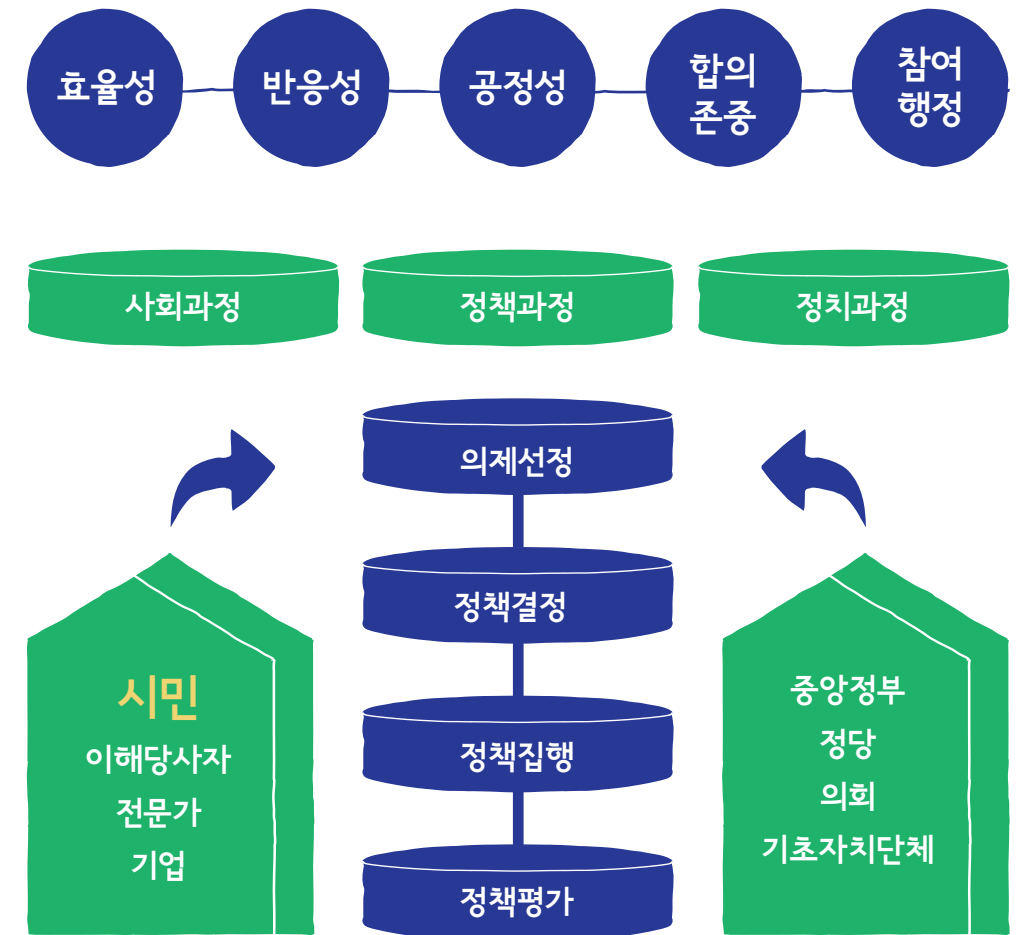 효율성
반응성
공정성
합의
존중
참여
행정
사회과정
정책과정
정치과정
의제선정
정책결정
정책집행
정책평가
시민
이해당사자
전문가
기업
중앙정부
정당
의회
기초자치단체